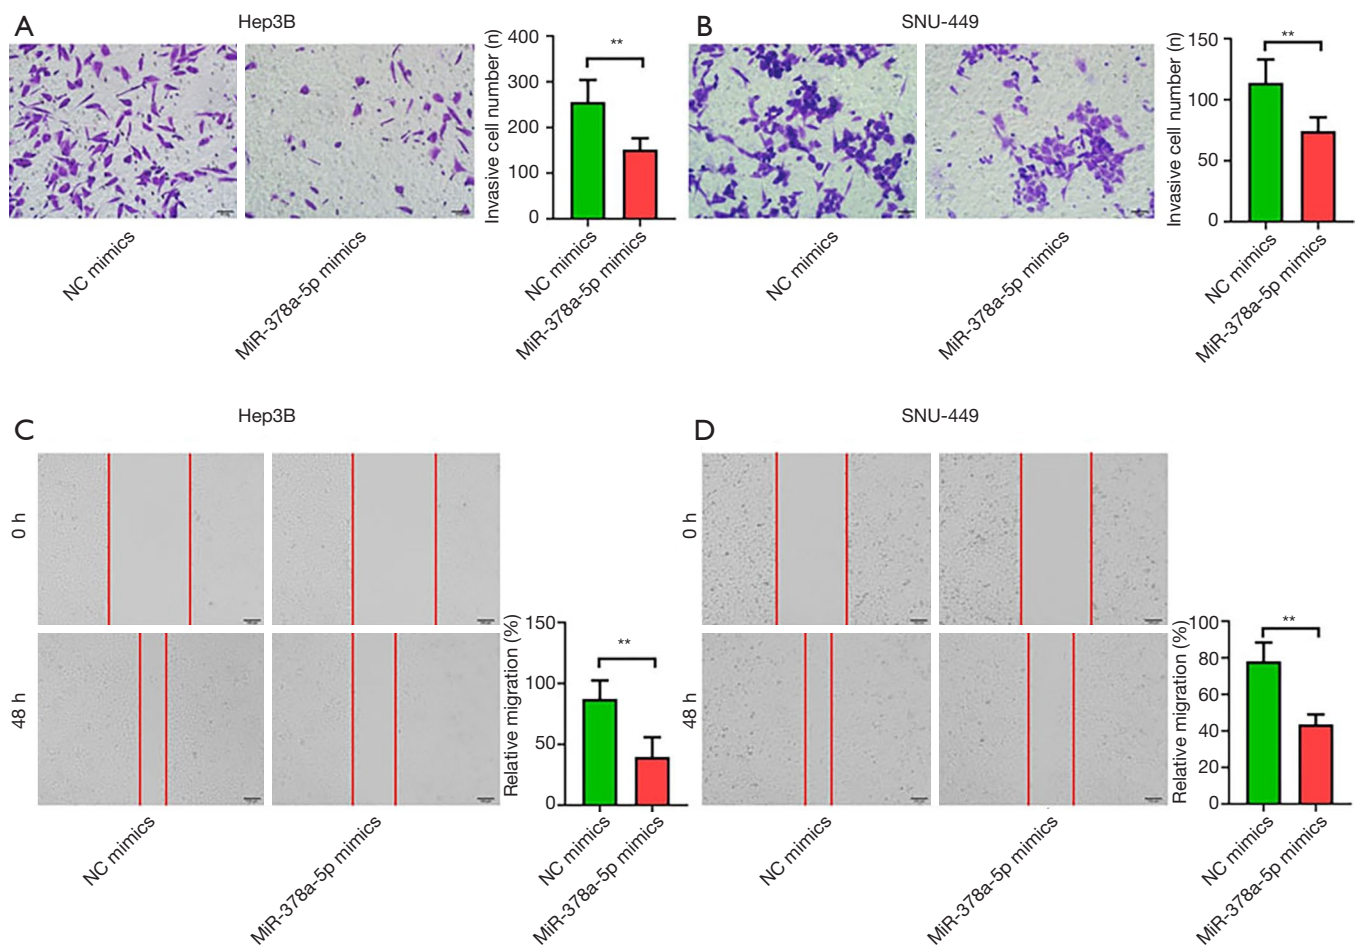 A
Hep3B
NC mimics
MiR-378a-5p mimics
Invasive cell number (n)
400
300
200
100
0
**
NC mimics
MiR-378a-5p mimics
B
SNU-449
NC mimics
MiR-378a-5p mimics
Invasive cell number (n)
150
100
50
0
**
NC mimics
MiR-378a-5p mimics
C
Hep3B
0 h
48 h
NC mimics
MiR-378a-5p mimics
Relative migration (%)
150
100
50
0
**
NC mimics
MiR-378a-5p mimics
D
SNU-449
0 h
48 h
NC mimics
MiR-378a-5p mimics
Relative migration (%)
100
80
60
40
20
0
**
NC mimics
MiR-378a-5p mimics